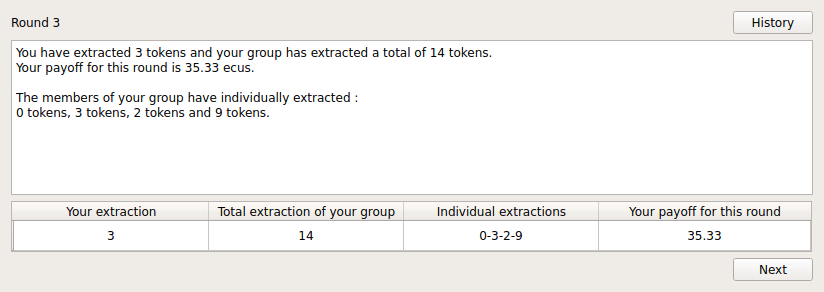 Round 3
History
You have extracted 3 tokens and your group has extracted a total of 14 tokens.
Your payoff for this round is 35.33 ecus.
The members of your group have individually extracted :
0 tokens, 3 tokens, 2 tokens and 9 tokens.
Your extraction Total extraction of your group Individual extractions Your payoff for this round
3 14 0-3-2-9 35.33
Next